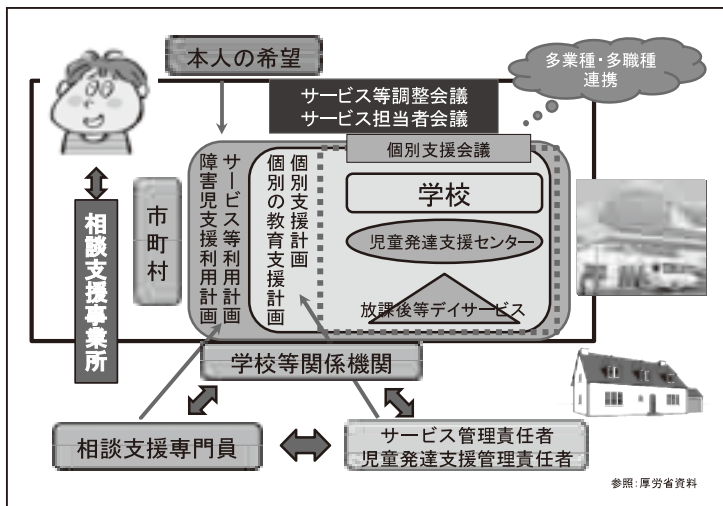 本人の希望
多業種・多職種
連携
サービス等調整会議
サービス担当者会議
個別支援会議
学校
児童発達支援センター
放課後等デイサービス
個別支援計画
個別の教育支援計画
サービス等利用計画
障害児支援利用計画
市町村
相談支援事業所
学校等関係機関
相談支援専門員
サービス管理責任者
児童発達支援管理責任者
参照:厚労省資料